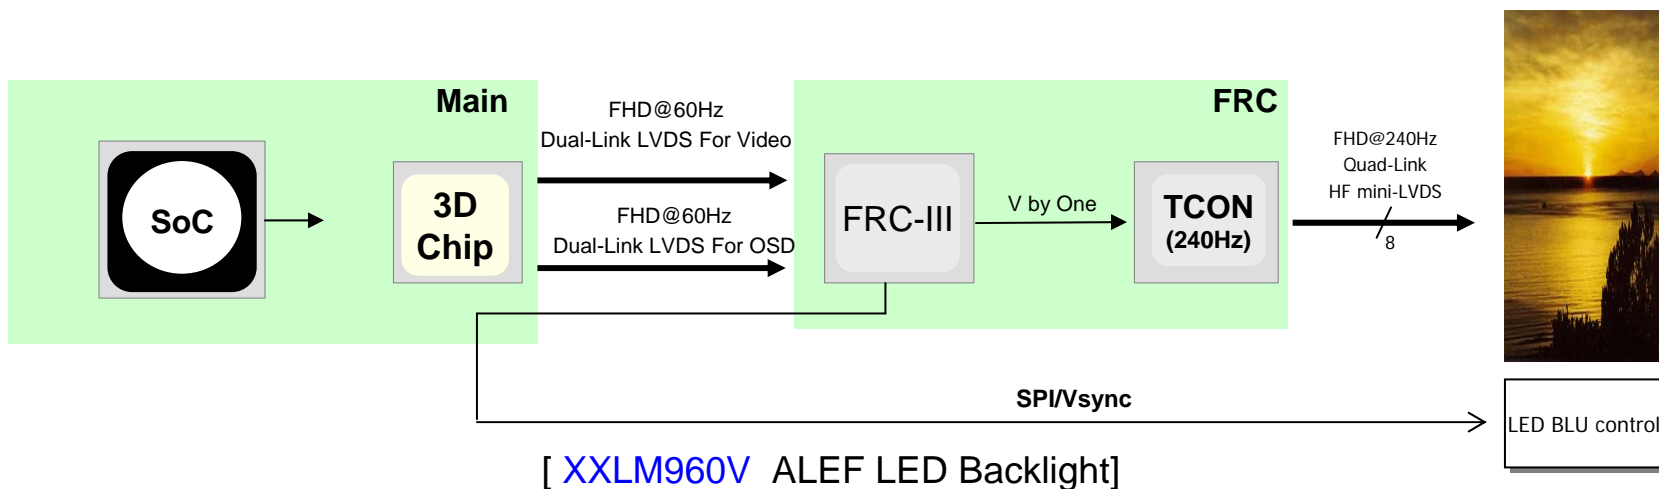 Main
SoC
3D
Chip
FHD@60Hz
Dual-Link LVDS For Video
FHD@60Hz
Dual-Link LVDS For OSD
FRC
FRC-III
V by One
TCON
(240Hz)
FHD@240Hz
Quad-Link
HF mini-LVDS
8
SPI/Vsync
LED BLU control
[ XXLM960V ALEF LED Backlight]